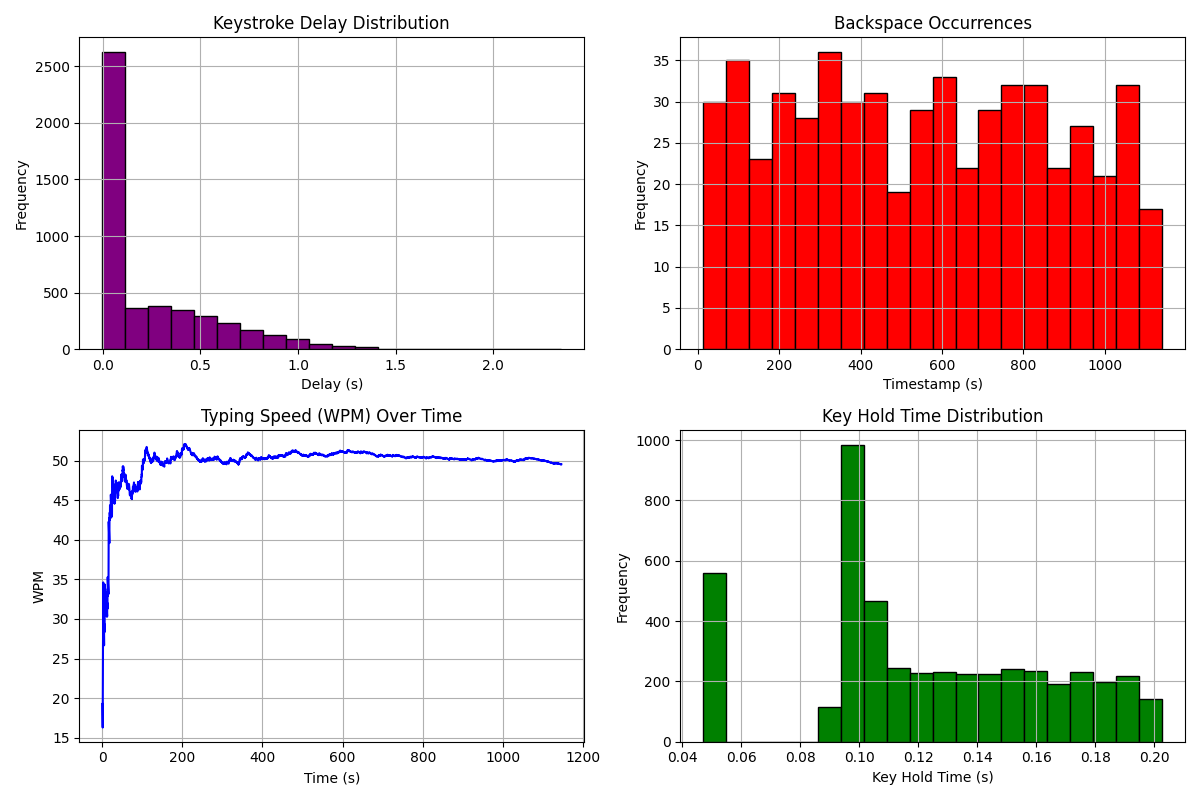 Keystroke Delay Distribution
2500
2000
1500
1000
500
0
Frequency
0.0 0.5 1.0 1.5 2.0
Delay (s)
Backspace Occurrences
35
30
25
20
15
10
5
0
Frequency
0 200 400 600 800 1000
Timestamp (s)
Typing Speed (WPM) Over Time
50
45
40
35
30
25
20
15
WPM
0 200 400 600 800 1000 1200
Time (s)
Key Hold Time Distribution
1000
800
600
400
200
0
Frequency
0.04 0.06 0.08 0.10 0.12 0.14 0.16 0.18 0.20
Key Hold Time (s)